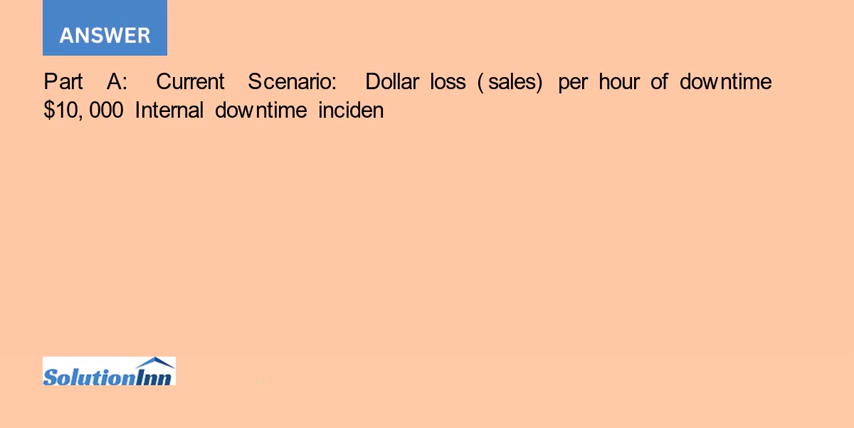 ANSWER
Part A: Current Scenario: Dollar loss ( sales) per hour of downtime
$10, 000 Internal downtime inciden
SolutionInn